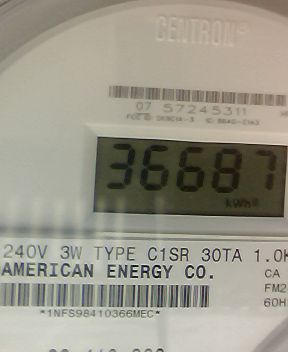 CENTRON®
07 57245311
36687
kWh
240V 3W TYPE C1SR 30TA 1.0K
AMERICAN ENERGY CO.
CA
FM2
60H
*1NFS98410366MEC*